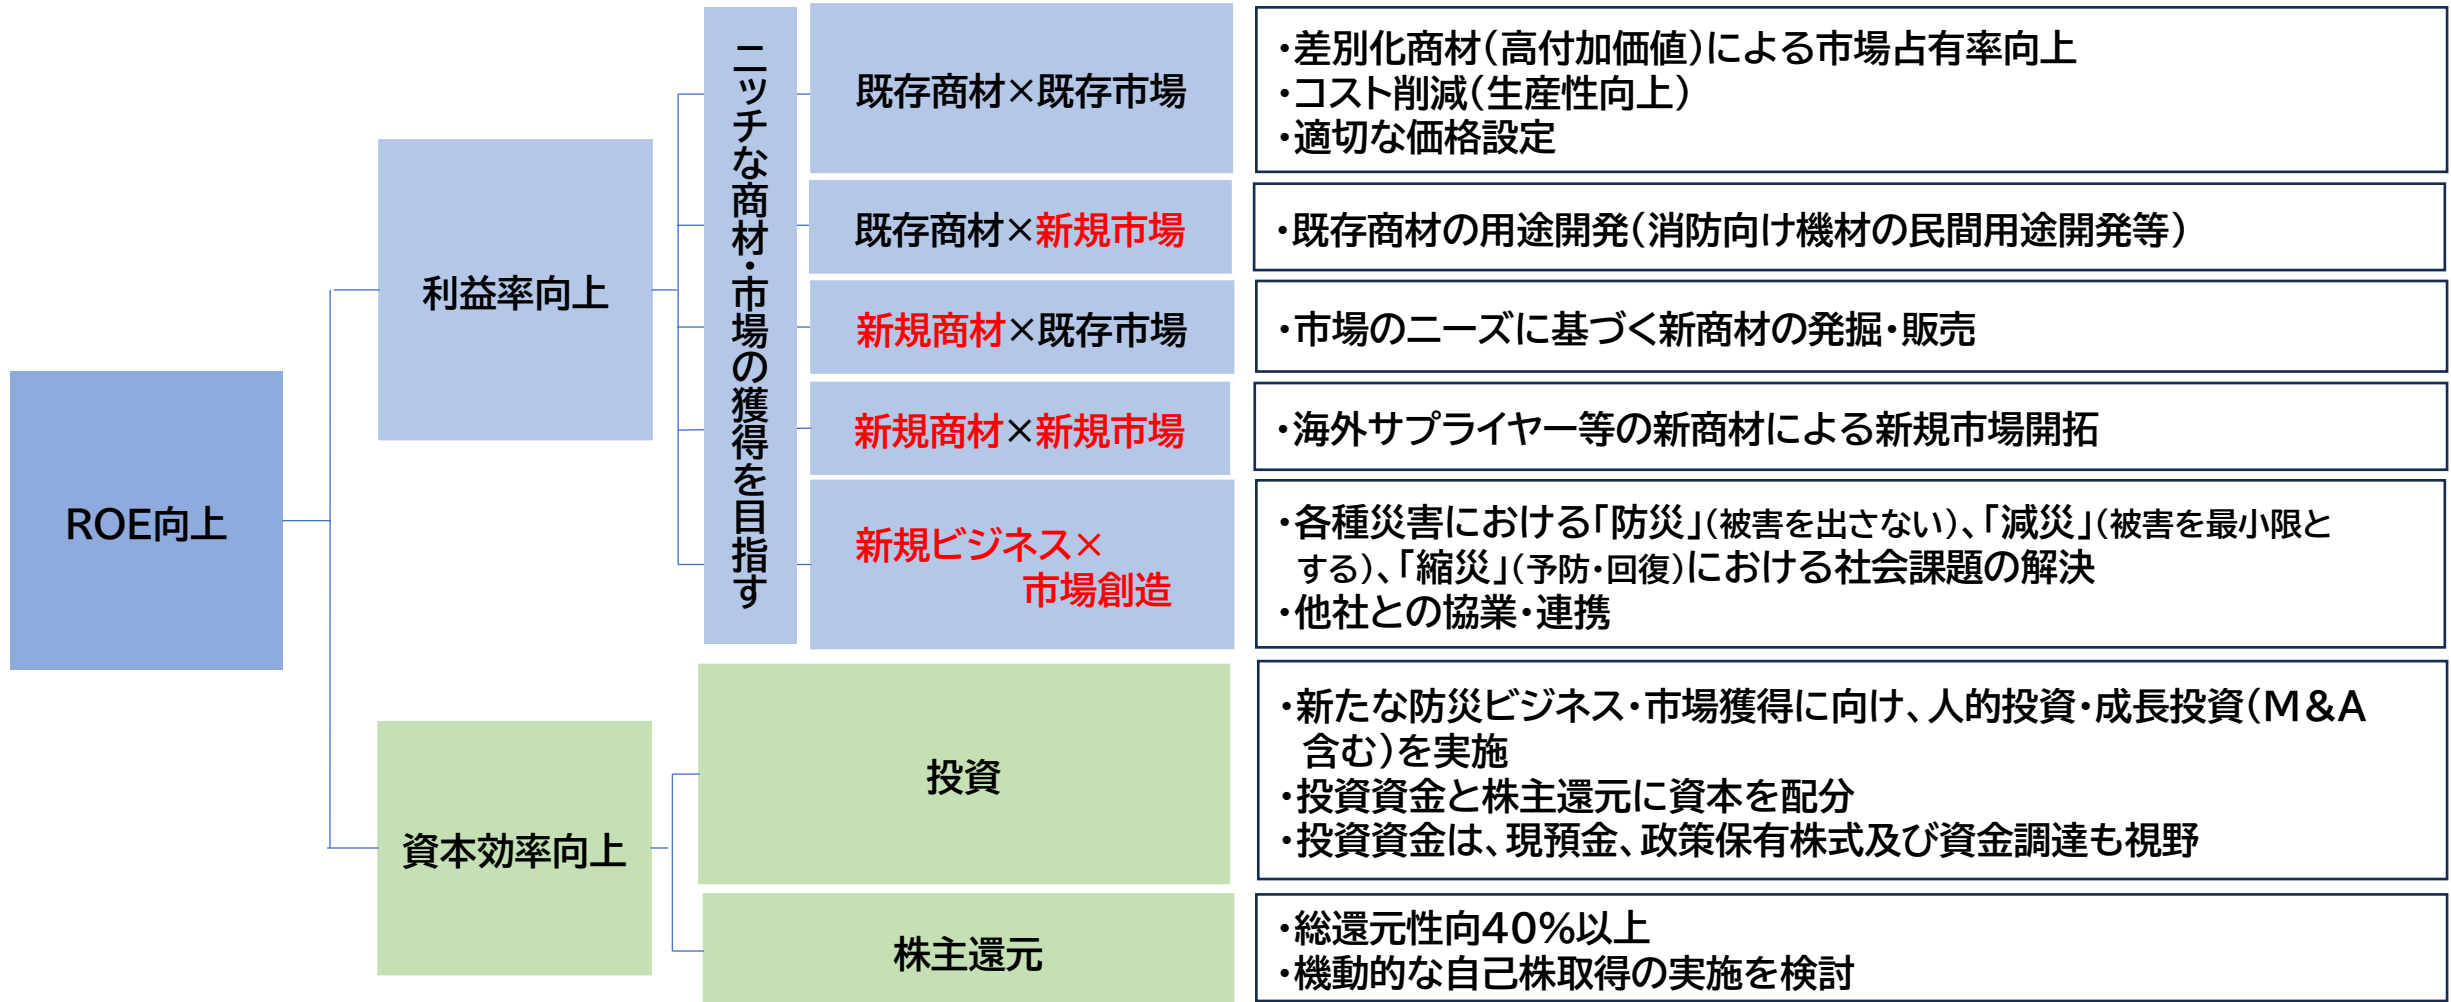 ROE向上
利益率向上
ニッチな商材・市場の獲得を目指す
既存商材×既存市場
・差別化商材(高付加価値)による市場占有率向上
・コスト削減(生産性向上)
・適切な価格設定
既存商材×新規市場
・既存商材の用途開発(消防向け機材の民間用途開発等)
新規商材×既存市場
・市場のニーズに基づく新商材の発掘・販売
新規商材×新規市場
・海外サプライヤー等の新商材による新規市場開拓
新規ビジネス×
市場創造
・各種災害における「防災」(被害を出さない)、「減災」(被害を最小限と
する)、「縮災」(予防・回復)における社会課題の解決
・他社との協業・連携
資本効率向上
投資
・新たな防災ビジネス・市場獲得に向け、人的投資・成長投資(M&A
含む)を実施
・投資資金と株主還元に資本を配分
・投資資金は、現預金、政策保有株式及び資金調達も視野
株主還元
・総還元性向40%以上
・機動的な自己株取得の実施を検討